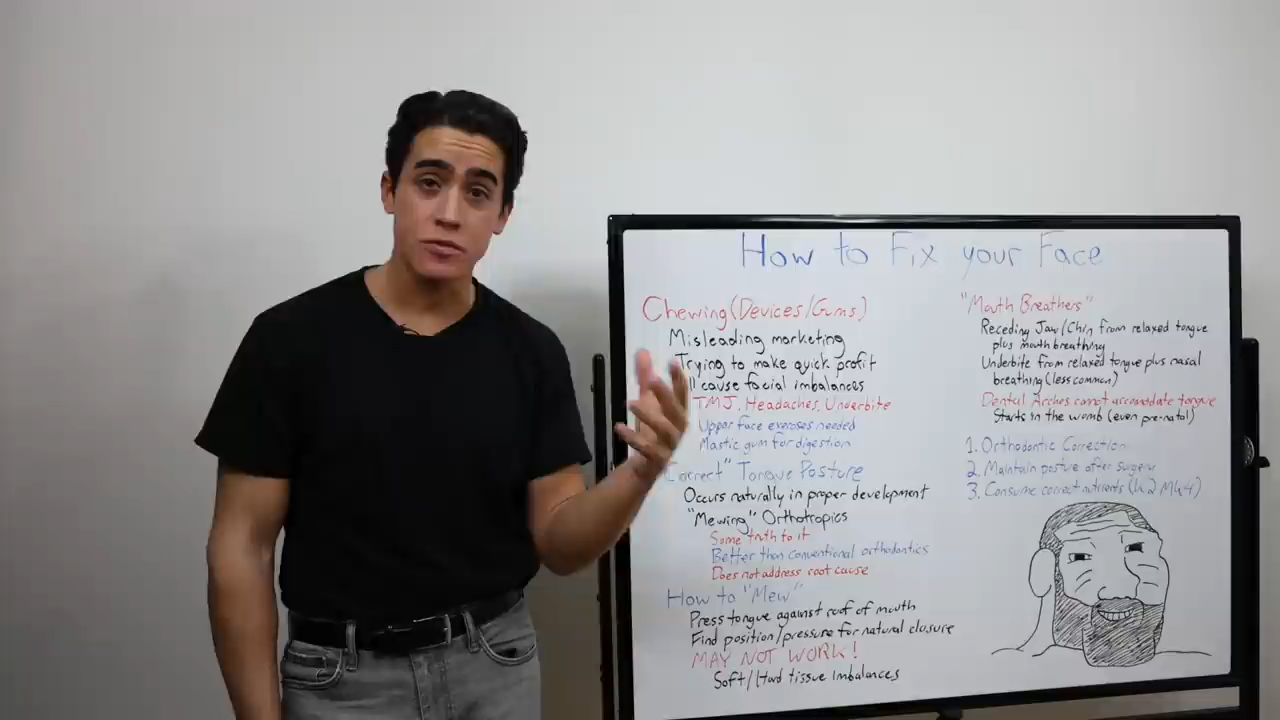 How to Fix your Face
Chewing (Devices/Gums)
Misleading marketing
Trying to make quick profit
cause facial imbalances
TMJ, Headaches, Underbite
Upper face exercises needed
Mastic gum for digestion
"Correct" Tongue Posture
Occurs naturally in proper development
"Mewing" Orthotropics
Some truth to it
Better than conventional orthodontics
Does not address root cause
How to "Mew"
Press tongue against roof of mouth
Find position/pressure for natural closure
MAY NOT WORK!
Soft/Hard tissue Imbalances
"Mouth Breathers"
Receding Jaw/Chin from relaxed tongue
plus mouth breathing
Underbite from relaxed tongue plus nasal
breathing (less common)
Dental Arches cannot accomodate tongue
Starts in the womb (even pre-natal)
1. Orthodontic Correction
2. Maintain posture after surgery
3. Consume correct nutrients (K2 Mk4)